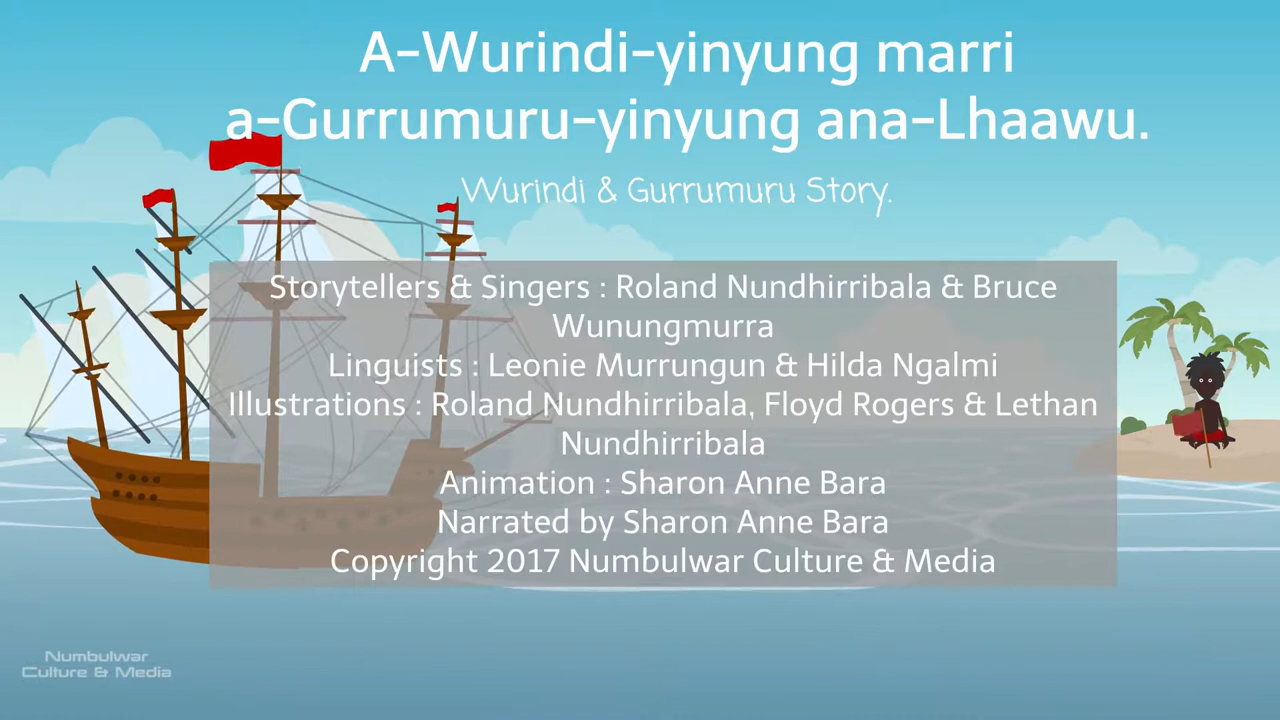 A-Wurindi-yinyung marri
a-Gurrumuru-yinyung ana-Lhaawu.
Wurindi & Gurrumuru Story.
Storytellers & Singers : Roland Nundhirribala & Bruce
Wunungmurra
Linguists : Leonie Murrungun & Hilda Ngalmi
Illustrations : Roland Nundhirribala, Floyd Rogers & Lethan
Nundhirribala
Animation : Sharon Anne Bara
Narrated by Sharon Anne Bara
Copyright 2017 Numbulwar Culture & Media
Numbulwar
Culture & Media